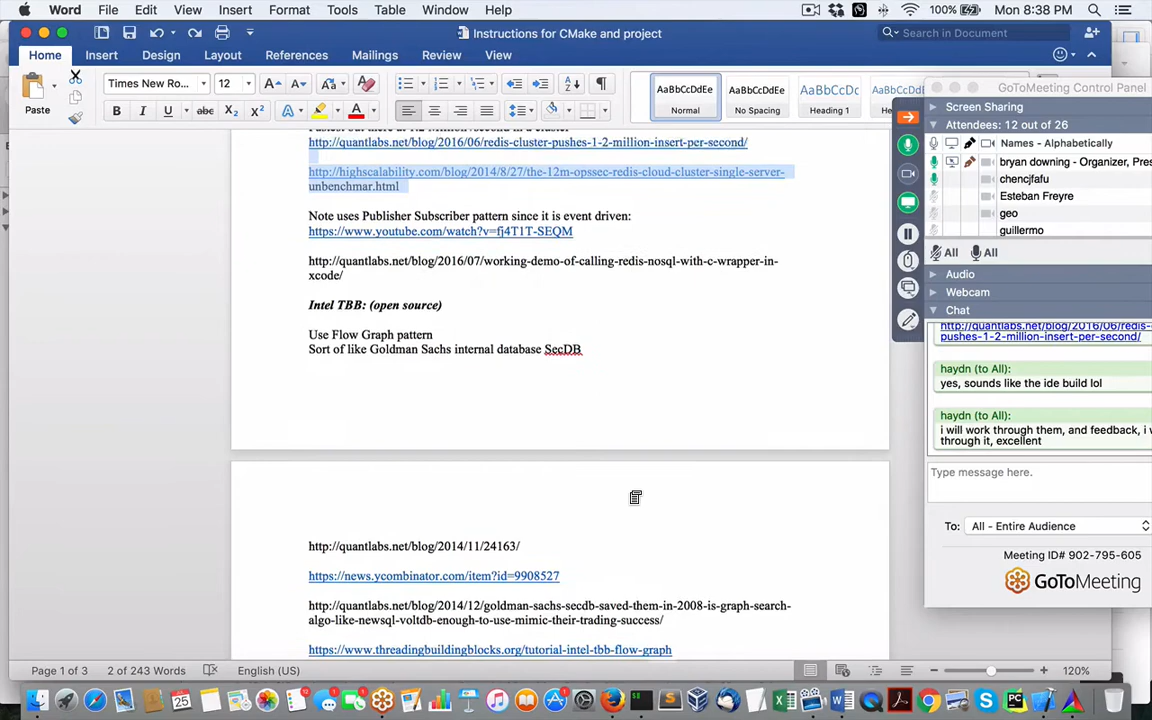 Word File Edit View Insert Format Tools Table Window Help 100% Mon 8:38 PM
Instructions for CMake and project
Search in Document
Home Insert Design Layout References Mailings Review View
Paste
Times New Ro... 12
AaBbCcDdEe AaBbCcDdEe AaBbCcDc
Normal No Spacing Heading 1
http://quantlabs.net/blog/2016/06/redis-cluster-pushes-1-2-million-insert-per-second/
http://highscalability.com/blog/2014/8/27/the-12m-opssec-redis-cloud-cluster-single-server-
unbenchmar.html
Note uses Publisher Subscriber pattern since it is event driven:
https://www.youtube.com/watch?v=fj4T1T-SEQM
http://quantlabs.net/blog/2016/07/working-demo-of-calling-redis-nosql-with-c-wrapper-in-
xcode/
Intel TBB: (open source)
Use Flow Graph pattern
Sort of like Goldman Sachs internal database SecDB
http://quantlabs.net/blog/2014/11/24163/
https://news.ycombinator.com/item?id=9908527
http://quantlabs.net/blog/2014/12/goldman-sachs-secdb-saved-them-in-2008-is-graph-search-
algo-like-newsql-voltdb-enough-to-use-mimic-their-trading-success/
https://www.threadingbuildingblocks.org/tutorial-intel-tbb-flow-graph
Page 1 of 3 2 of 243 Words English (US) 120%
GoToMeeting Control Panel
Screen Sharing
Attendees: 12 out of 26
Names - Alphabetically
bryan downing - Organizer, Pres
chencjfafu
Esteban Freyre
geo
guillermo
All All
Audio
Webcam
Chat
http://quantlabs.net/blog/2016/06/redis-
pushes-1-2-million-insert-per-second/
haydn (to All):
yes, sounds like the ide build lol
haydn (to All):
i will work through them, and feedback, i
through it, excellent
Type message here.
To: All - Entire Audience
Meeting ID# 902-795-605
GoToMeeting